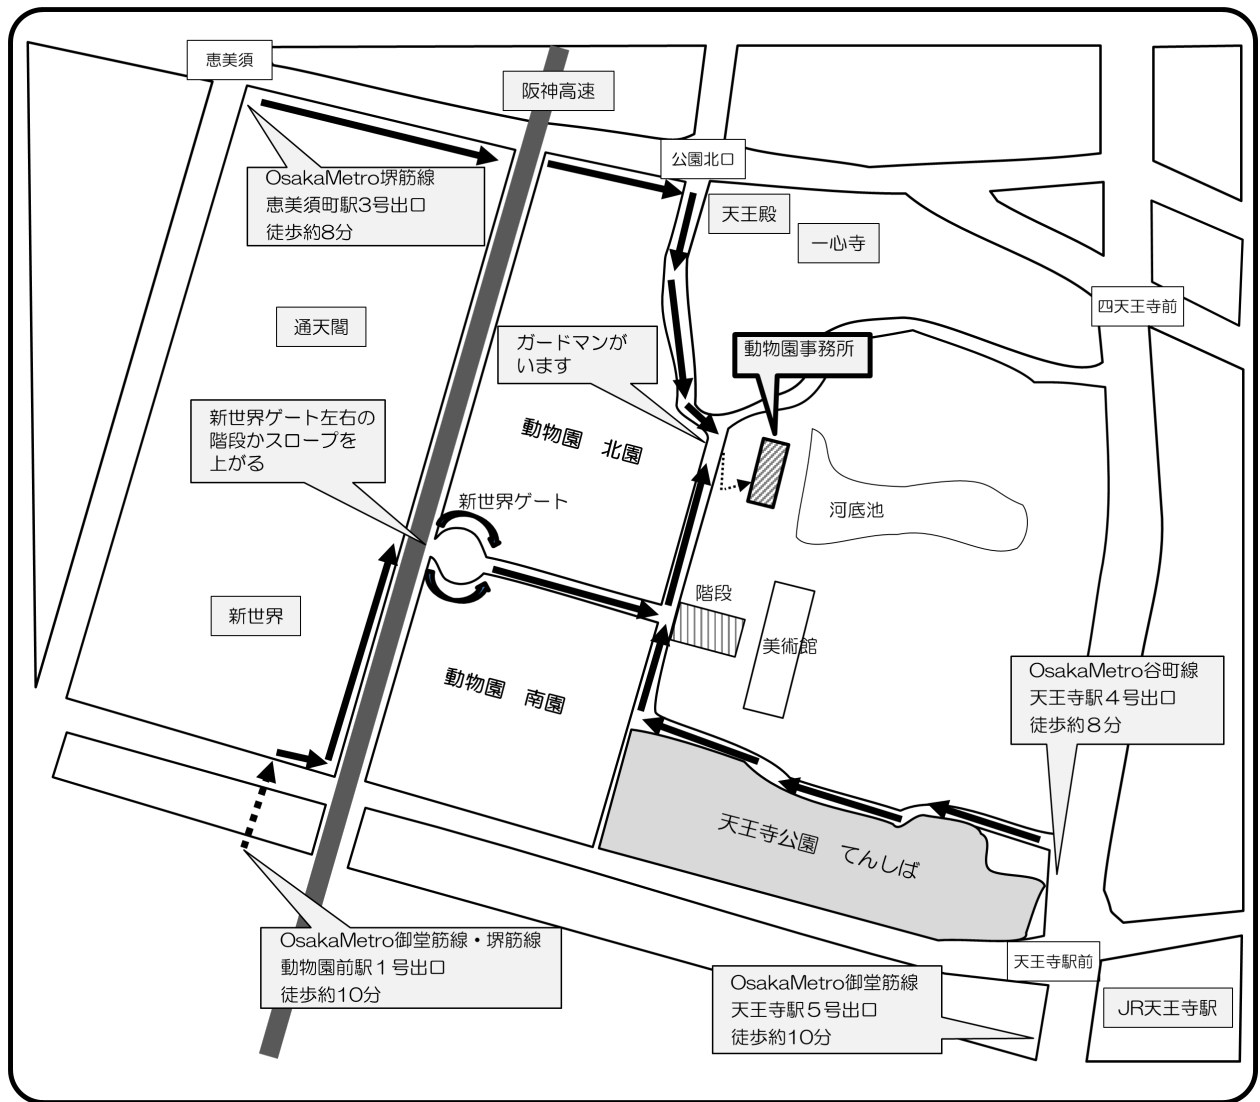 恵美須
阪神高速
公園北口
OsakaMetro堺筋線
恵美須町駅3号出口
徒歩約8分
天王殿
一心寺
四天王寺前
通天閣
ガードマンが
います
動物園事務所
新世界ゲート左右の
階段かスロープを
上がる
動物園　北園
新世界ゲート
河底池
階段
新世界
美術館
動物園　南園
OsakaMetro谷町線
天王寺駅４号出口
徒歩約８分
天王寺公園　てんしば
OsakaMetro御堂筋線・堺筋線
動物園前駅１号出口
徒歩約10分
天王寺駅前
OsakaMetro御堂筋線
天王寺駅５号出口
徒歩約10分
JR天王寺駅